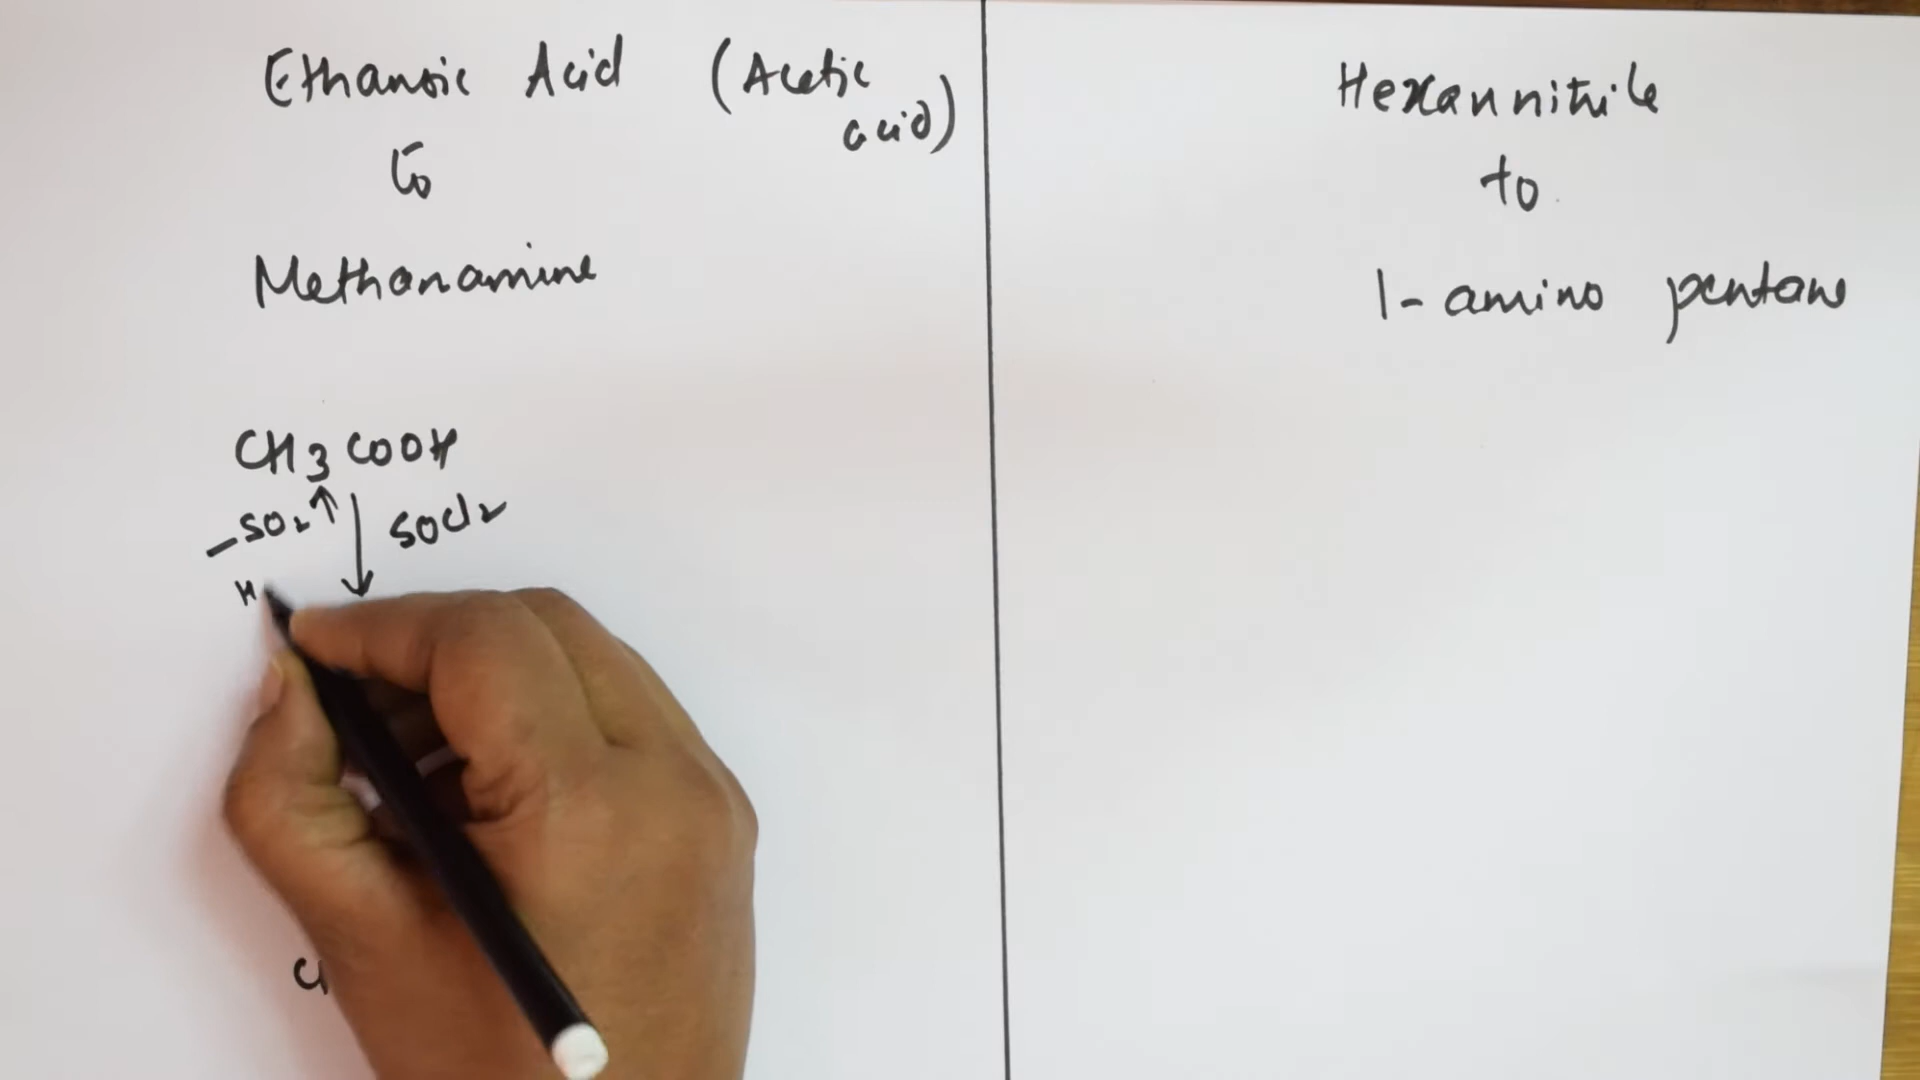 Ethanoic Acid (Acetic
acid)
to
Methanamine
CH3COOH
-SO2↑ ↓ SOCl2
H
Hexannitrile
to
1-amino pentane